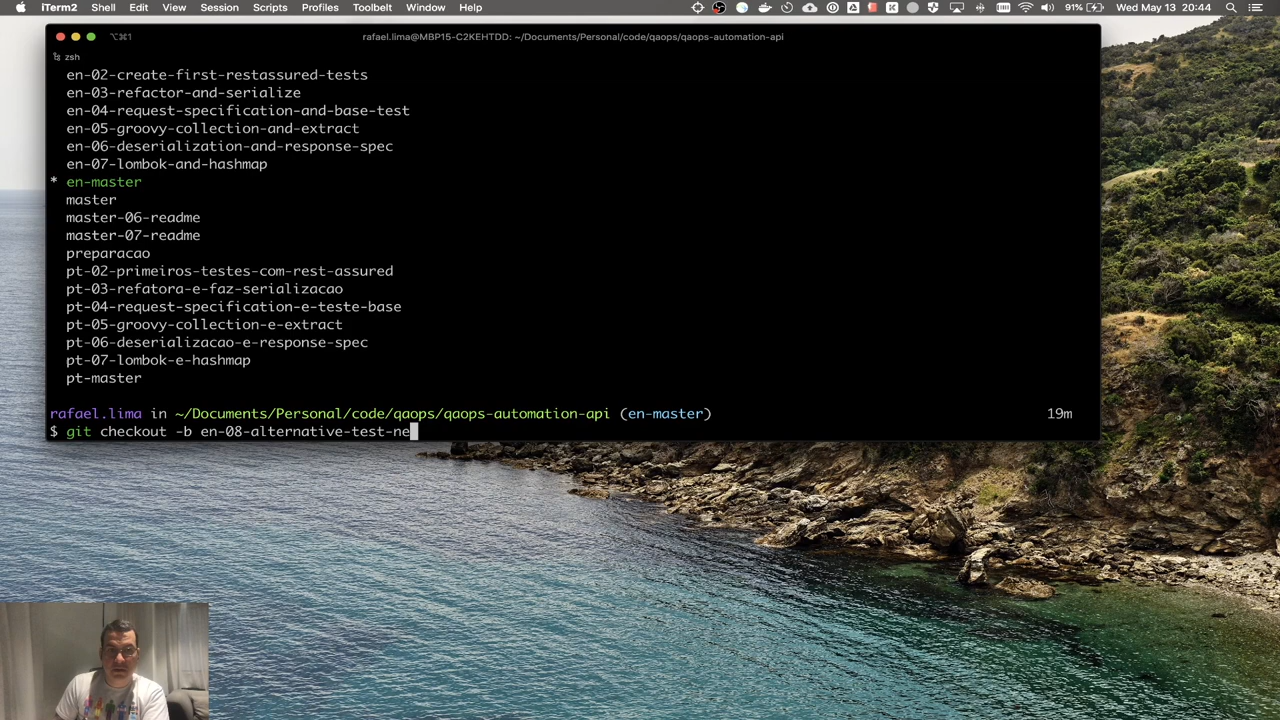 iTerm2 Shell Edit View Session Scripts Profiles Toolbelt Window Help 91% Wed May 13 20:44
⌥⌘1 rafael.lima@MBP15-C2KEHTDD: ~/Documents/Personal/code/qaops/qaops-automation-api
zsh
en-02-create-first-restassured-tests
en-03-refactor-and-serialize
en-04-request-specification-and-base-test
en-05-groovy-collection-and-extract
en-06-deserialization-and-response-spec
en-07-lombok-and-hashmap
* en-master
master
master-06-readme
master-07-readme
preparacao
pt-02-primeiros-testes-com-rest-assured
pt-03-refatora-e-faz-serializacao
pt-04-request-specification-e-teste-base
pt-05-groovy-collection-e-extract
pt-06-deserializacao-e-response-spec
pt-07-lombok-e-hashmap
pt-master
rafael.lima in ~/Documents/Personal/code/qaops/qaops-automation-api (en-master) 19m
$ git checkout -b en-08-alternative-test-ne